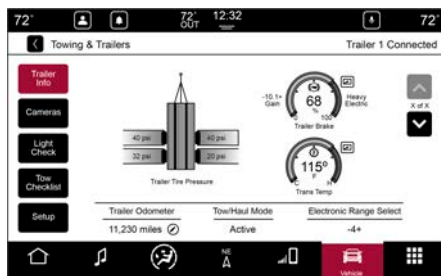 72° 72° OUT 12:32 72°
Towing & Trailers Trailer 1 Connected
Trailer Info
Cameras
Light Check
Tow Checklist
Setup
40 psi 40 psi
32 psi 20 psi
Trailer Tire Pressure
-10.1+ Gain
68 %
0 100
Heavy Electric
Trailer Brake
115° F
C H
Trans Temp
X of X
Trailer Odometer Tow/Haul Mode Electronic Range Select
11,230 miles Active -4+
NE A
Vehicle